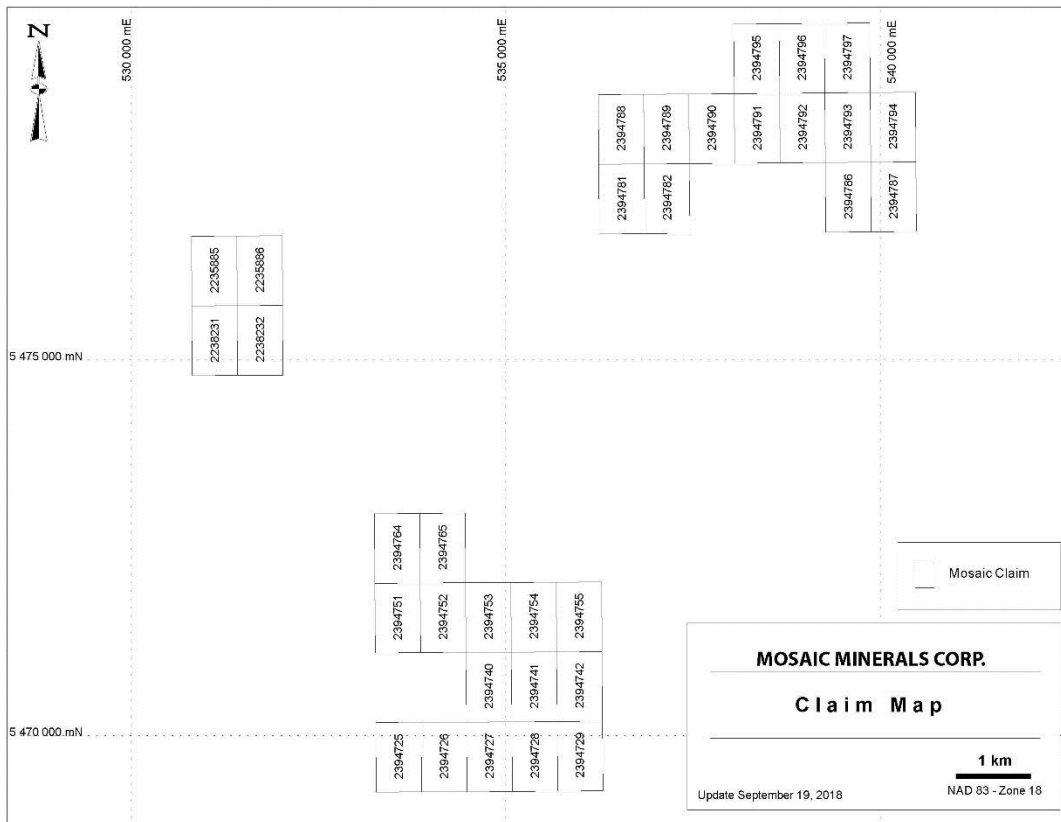 N
530 000 mE
535 000 mE
540 000 mE
2394795
2394796
2394797
2394788
2394789
2394790
2394791
2394792
2394793
2394794
2394781
2394782
2394786
2394787
2235885
2235886
2238231
2238232
5 475 000 mN
2394764
2394765
2394751
2394752
2394753
2394754
2394755
2394740
2394741
2394742
5 470 000 mN
2394725
2394726
2394727
2394728
2394729
Mosaic Claim
MOSAIC MINERALS CORP.
Claim Map
1 km
Update September 19, 2018
NAD 83 - Zone 18